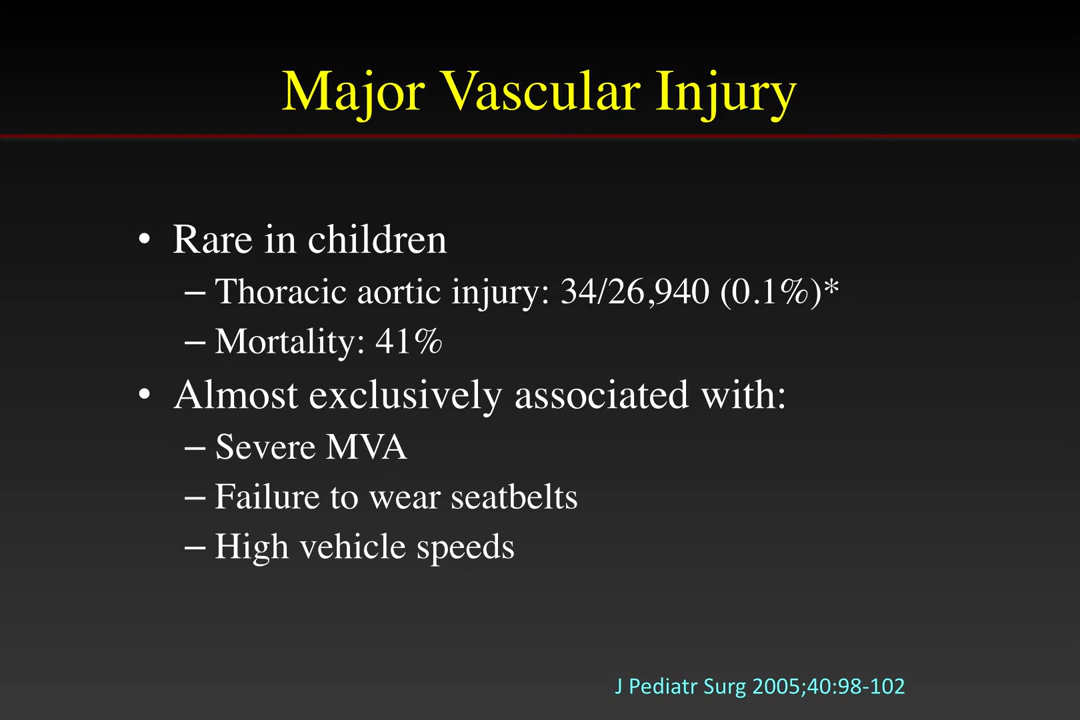 Major Vascular Injury
• Rare in children
– Thoracic aortic injury: 34/26,940 (0.1%)*
– Mortality: 41%
• Almost exclusively associated with:
– Severe MVA
– Failure to wear seatbelts
– High vehicle speeds
J Pediatr Surg 2005;40:98-102